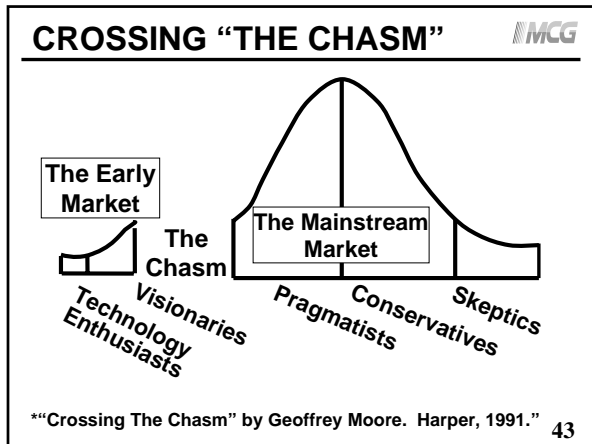 CROSSING “THE CHASM”
MCG
The Early
Market
The
Chasm
The Mainstream
Market
Technology
Enthusiasts
Visionaries
Pragmatists
Conservatives
Skeptics
*“Crossing The Chasm” by Geoffrey Moore. Harper, 1991.”
43